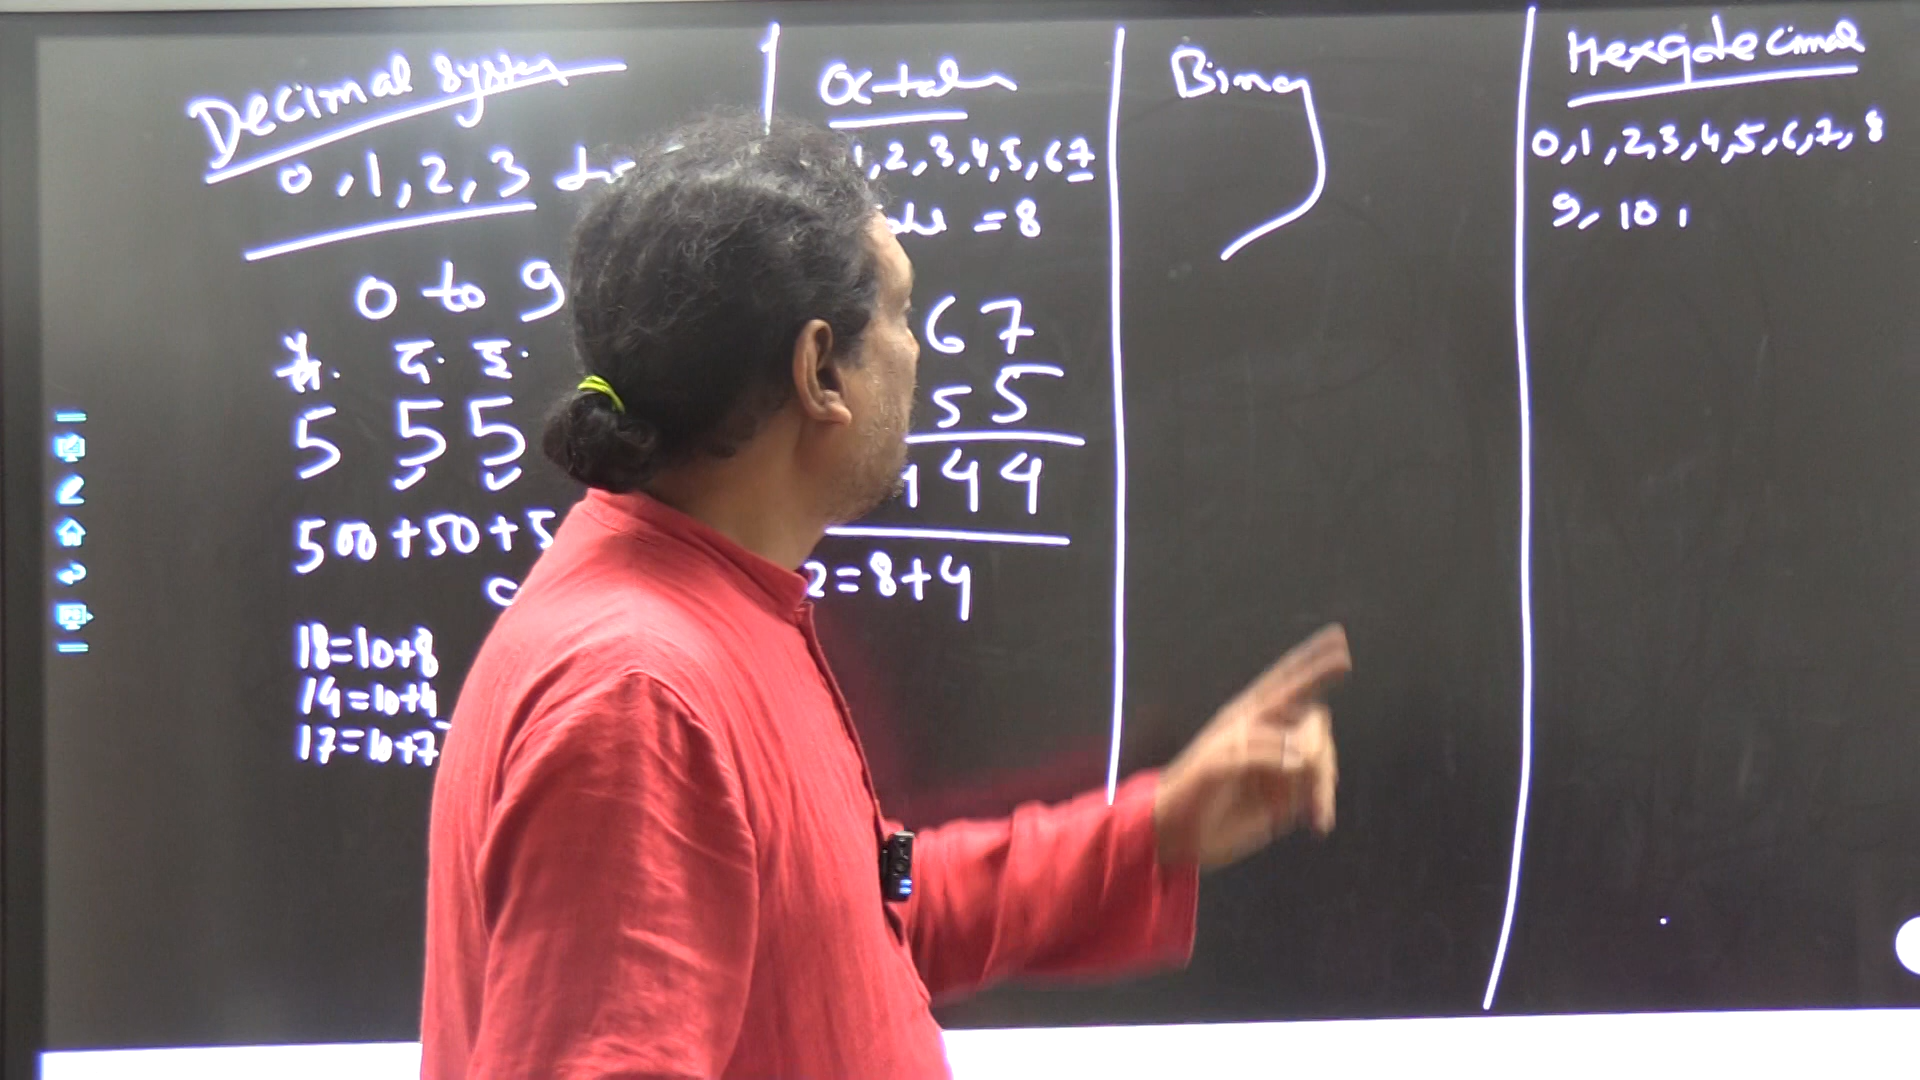 Decimal System
0, 1, 2, 3
0 to 9
द. इ.
5 5 5
500+50+5
18=10+8
14=10+4
17=10+7
Octal
1,2,3,4,5,6 7
=8
67
55
144
2=8+4
Binary
Hexadecimal
0,1,2,3,4,5,6,7,8
9, 10,